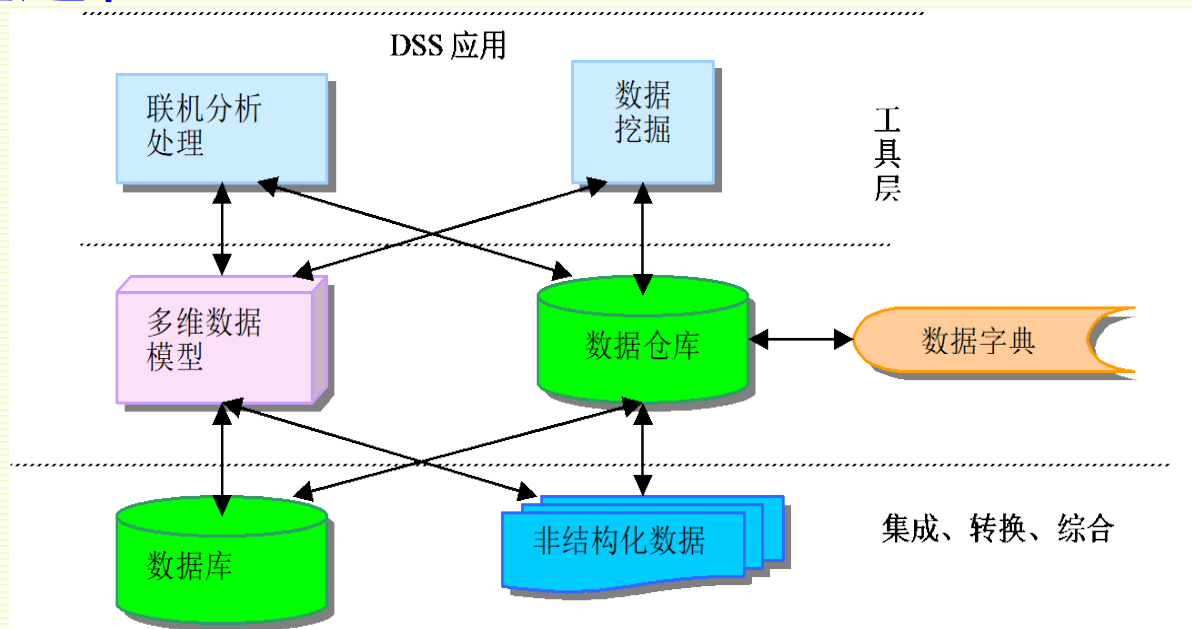 DSS 应用
联机分析
处理
数据
挖掘
工
具
层
多维数据
模型
数据仓库
数据字典
数据库
非结构化数据
集成、转换、综合